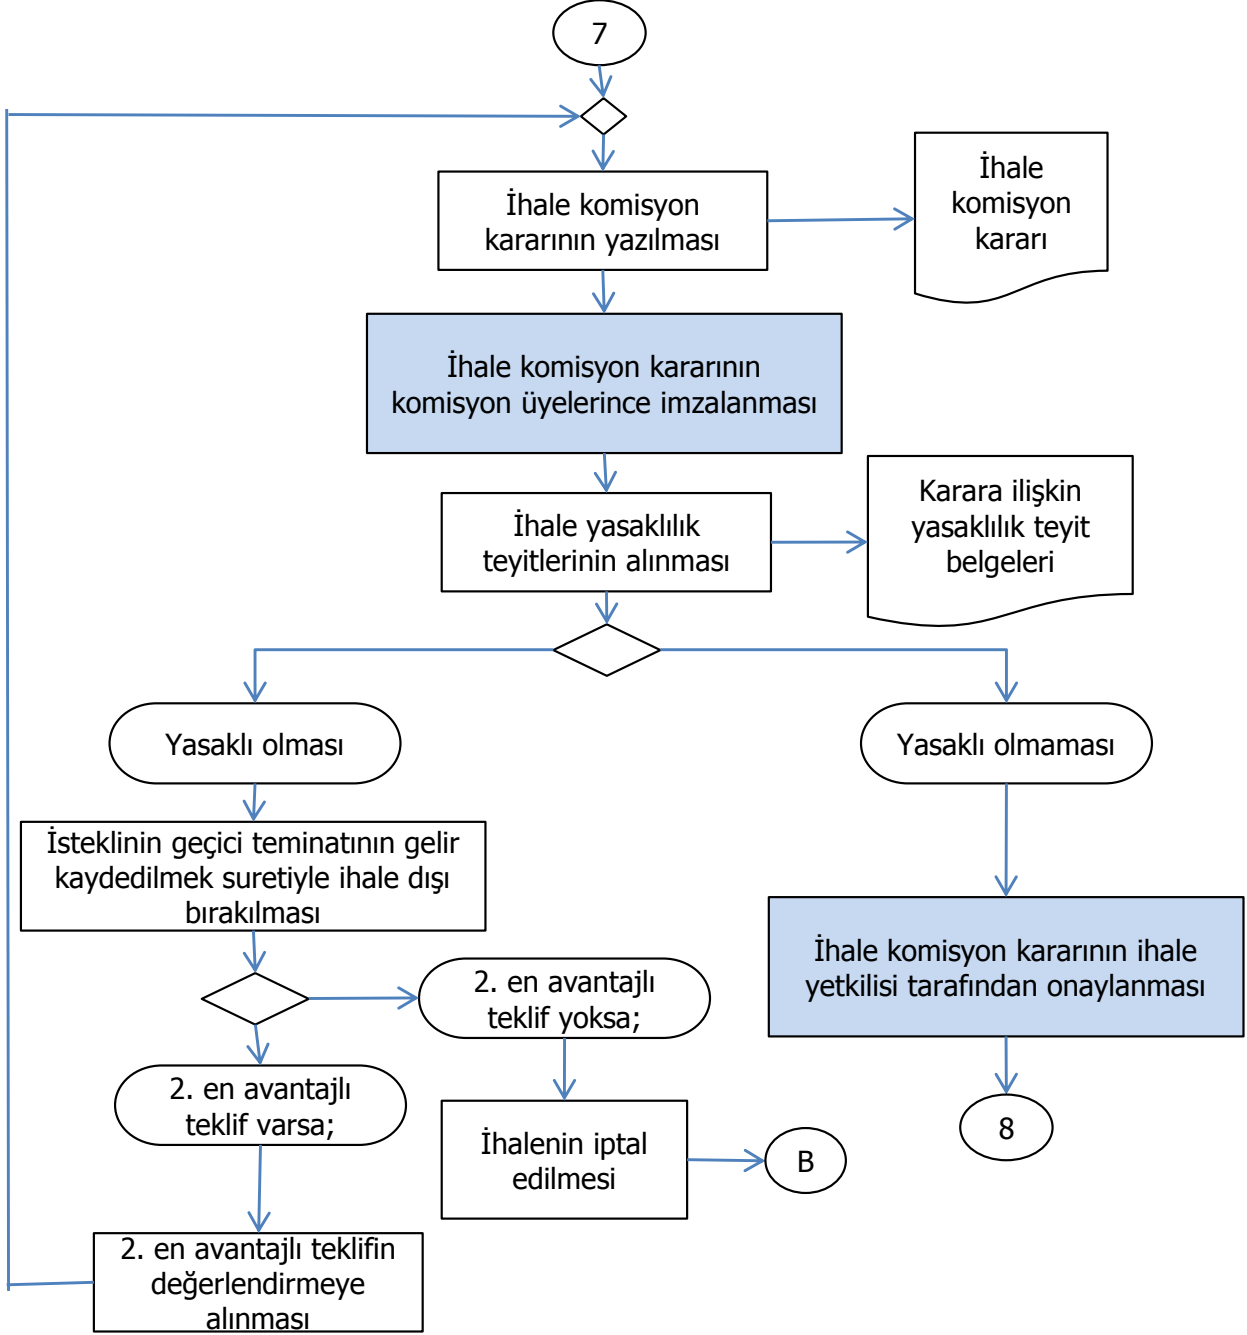 7
İhale komisyon
kararının yazılması
İhale
komisyon
kararı
İhale komisyon kararının
komisyon üyelerince imzalanması
İhale yasaklılık
teyitlerinin alınması
Karara ilişkin
yasaklılık teyit
belgeleri
Yasaklı olması
Yasaklı olmaması
İsteklinin geçici teminatının gelir
kaydedilmek suretiyle ihale dışı
bırakılması
İhale komisyon kararının ihale
yetkilisi tarafından onaylanması
2. en avantajlı
teklif yoksa;
2. en avantajlı
teklif varsa;
İhalenin iptal
edilmesi
B
8
2. en avantajlı teklifin
değerlendirmeye
alınması